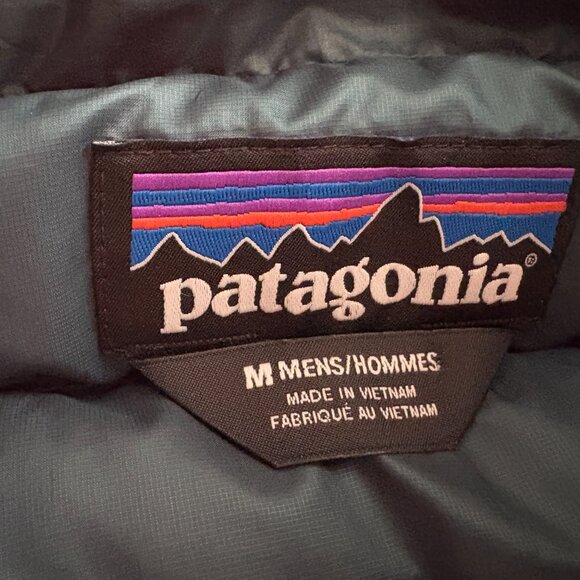 patagonia®
M MENS/HOMMES
MADE IN VIETNAM
FABRIQUÉ AU VIETNAM